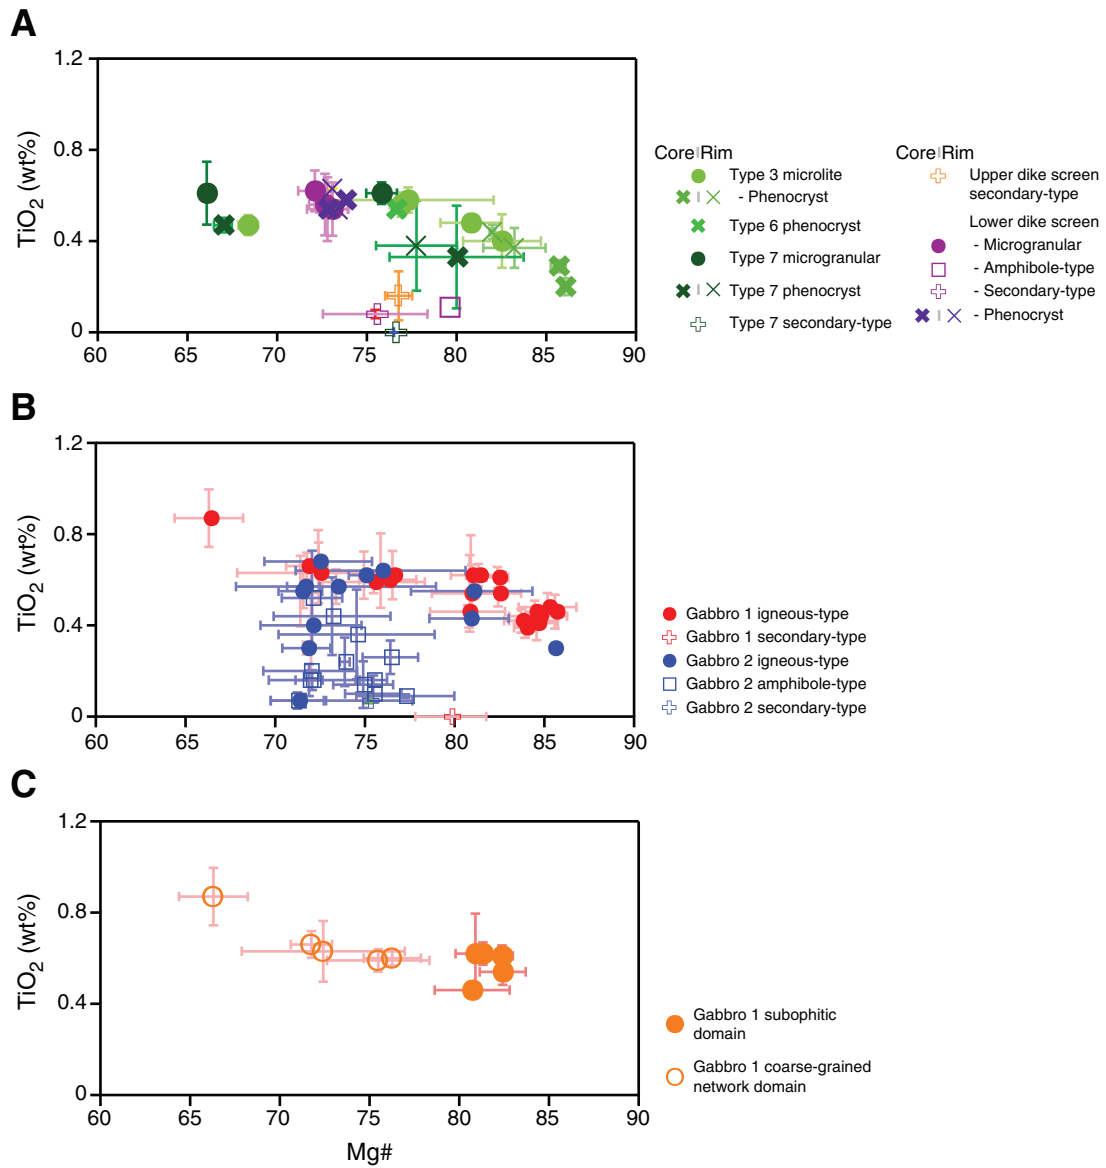 A
1.2
0.8
0.4
0
TiO2 (wt%)
60 65 70 75 80 85 90
Core Rim
Type 3 microlite
- Phenocryst
Type 6 phenocryst
Type 7 microgranular
Type 7 phenocryst
Type 7 secondary-type
Core Rim
Upper dike screen
secondary-type
Lower dike screen
- Microgranular
- Amphibole-type
- Secondary-type
- Phenocryst
B
1.2
0.8
0.4
0
TiO2 (wt%)
60 65 70 75 80 85 90
Gabbro 1 igneous-type
Gabbro 1 secondary-type
Gabbro 2 igneous-type
Gabbro 2 amphibole-type
Gabbro 2 secondary-type
C
1.2
0.8
0.4
0
TiO2 (wt%)
60 65 70 75 80 85 90
Mg#
Gabbro 1 subophitic
domain
Gabbro 1 coarse-grained
network domain